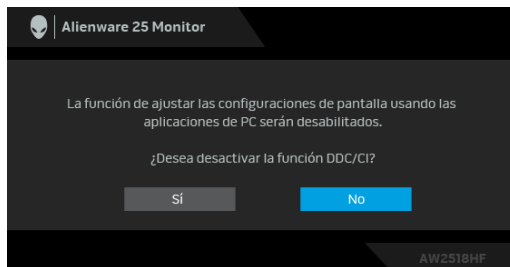 Alienware 25 Monitor
La función de ajustar las configuraciones de pantalla usando las
aplicaciones de PC serán desabilitados.
¿Desea desactivar la función DDC/CI?
Sí
No
AW2518HF